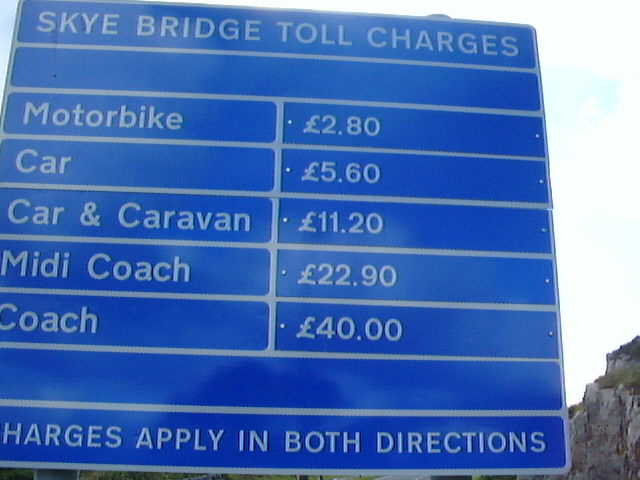 SKYE BRIDGE TOLL CHARGES
Motorbike £2.80
Car £5.60
Car & Caravan £11.20
Midi Coach £22.90
Coach £40.00
CHARGES APPLY IN BOTH DIRECTIONS